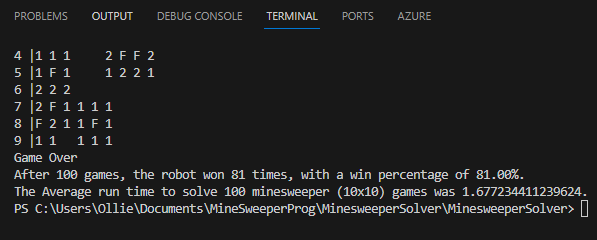 PROBLEMS OUTPUT DEBUG CONSOLE TERMINAL PORTS AZURE
4 |1 1 1     2 F F 2
5 |1 F 1     1 2 2 1
6 |2 2 2
7 |2 F 1 1 1 1
8 |F 2 1 1 F 1
9 |1 1   1 1 1
Game Over
After 100 games, the robot won 81 times, with a win percentage of 81.00%.
The Average run time to solve 100 minesweeper (10x10) games was 1.677234411239624.
PS C:\Users\Ollie\Documents\MineSweeperProg\MinesweeperSolver\MinesweeperSolver>